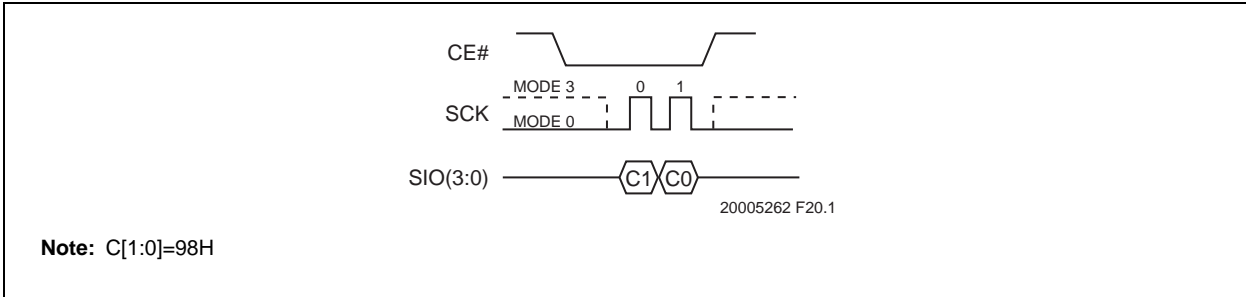 CE#
MODE 3 0 1
SCK
MODE 0
SIO(3:0) C1 C0
20005262 F20.1
Note: C[1:0]=98H